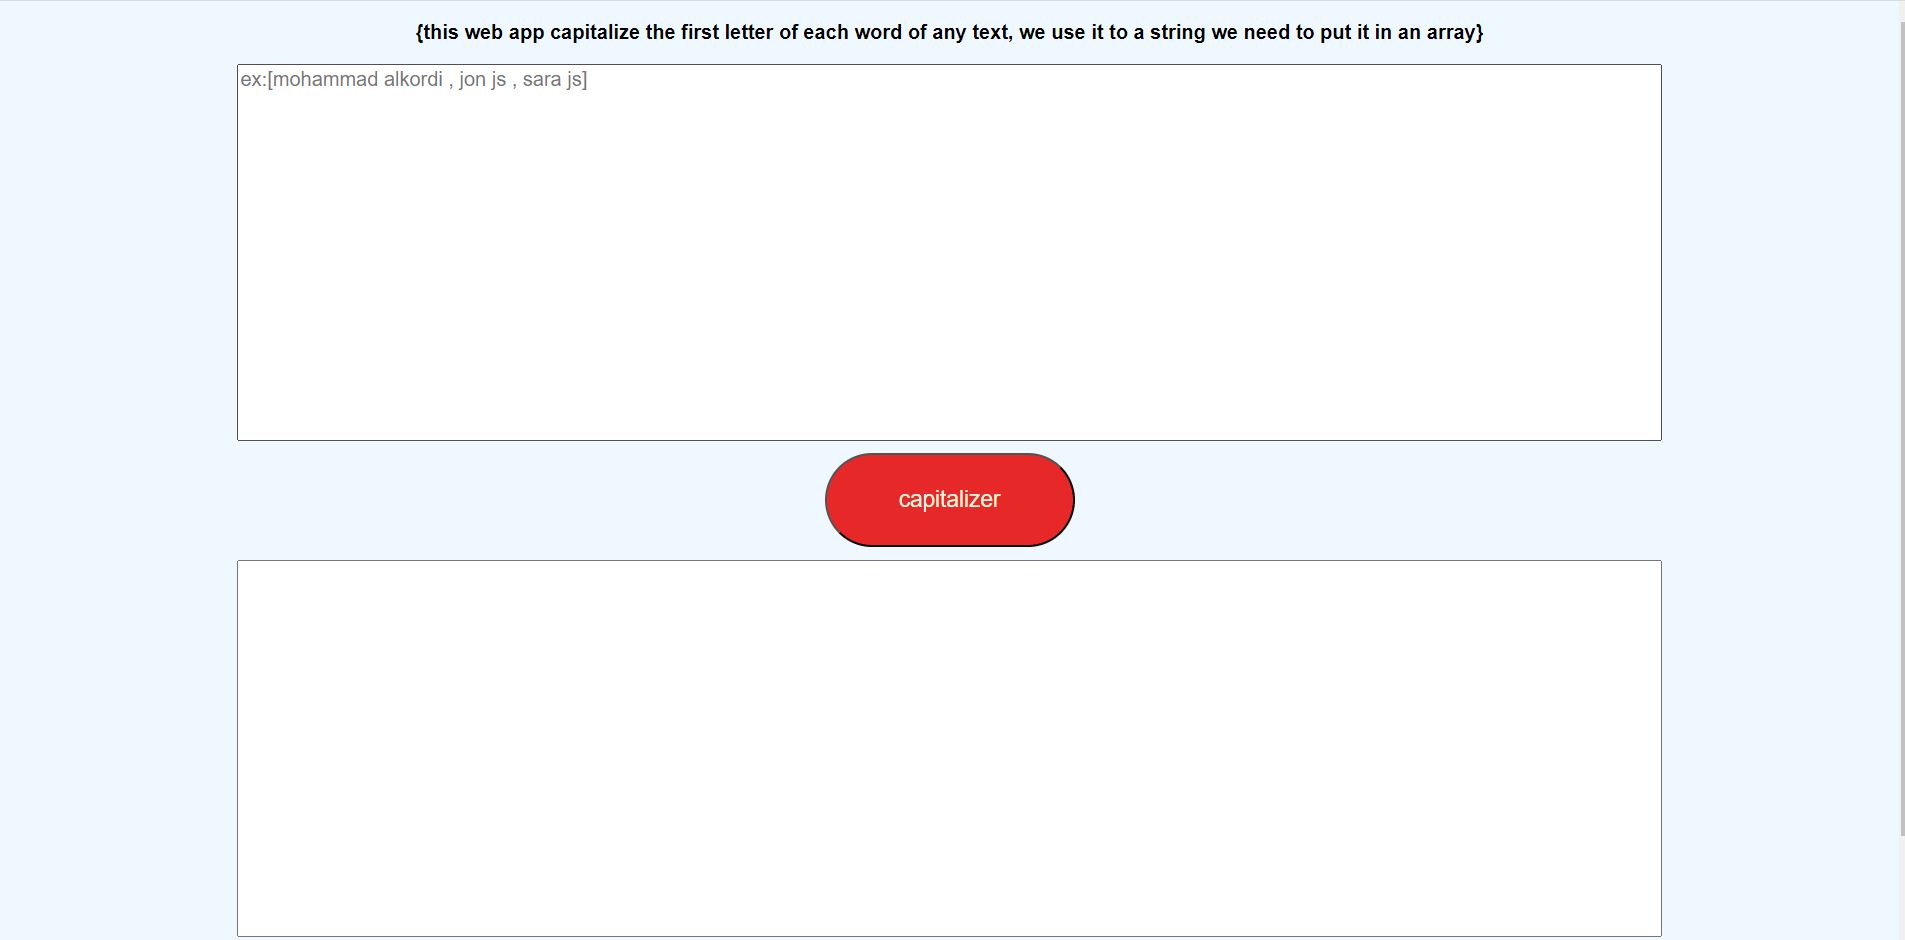 {this web app capitalize the first letter of each word of any text, we use it to a string we need to put it in an array}
ex:[mohammad alkordi , jon js , sara js]
capitalizer